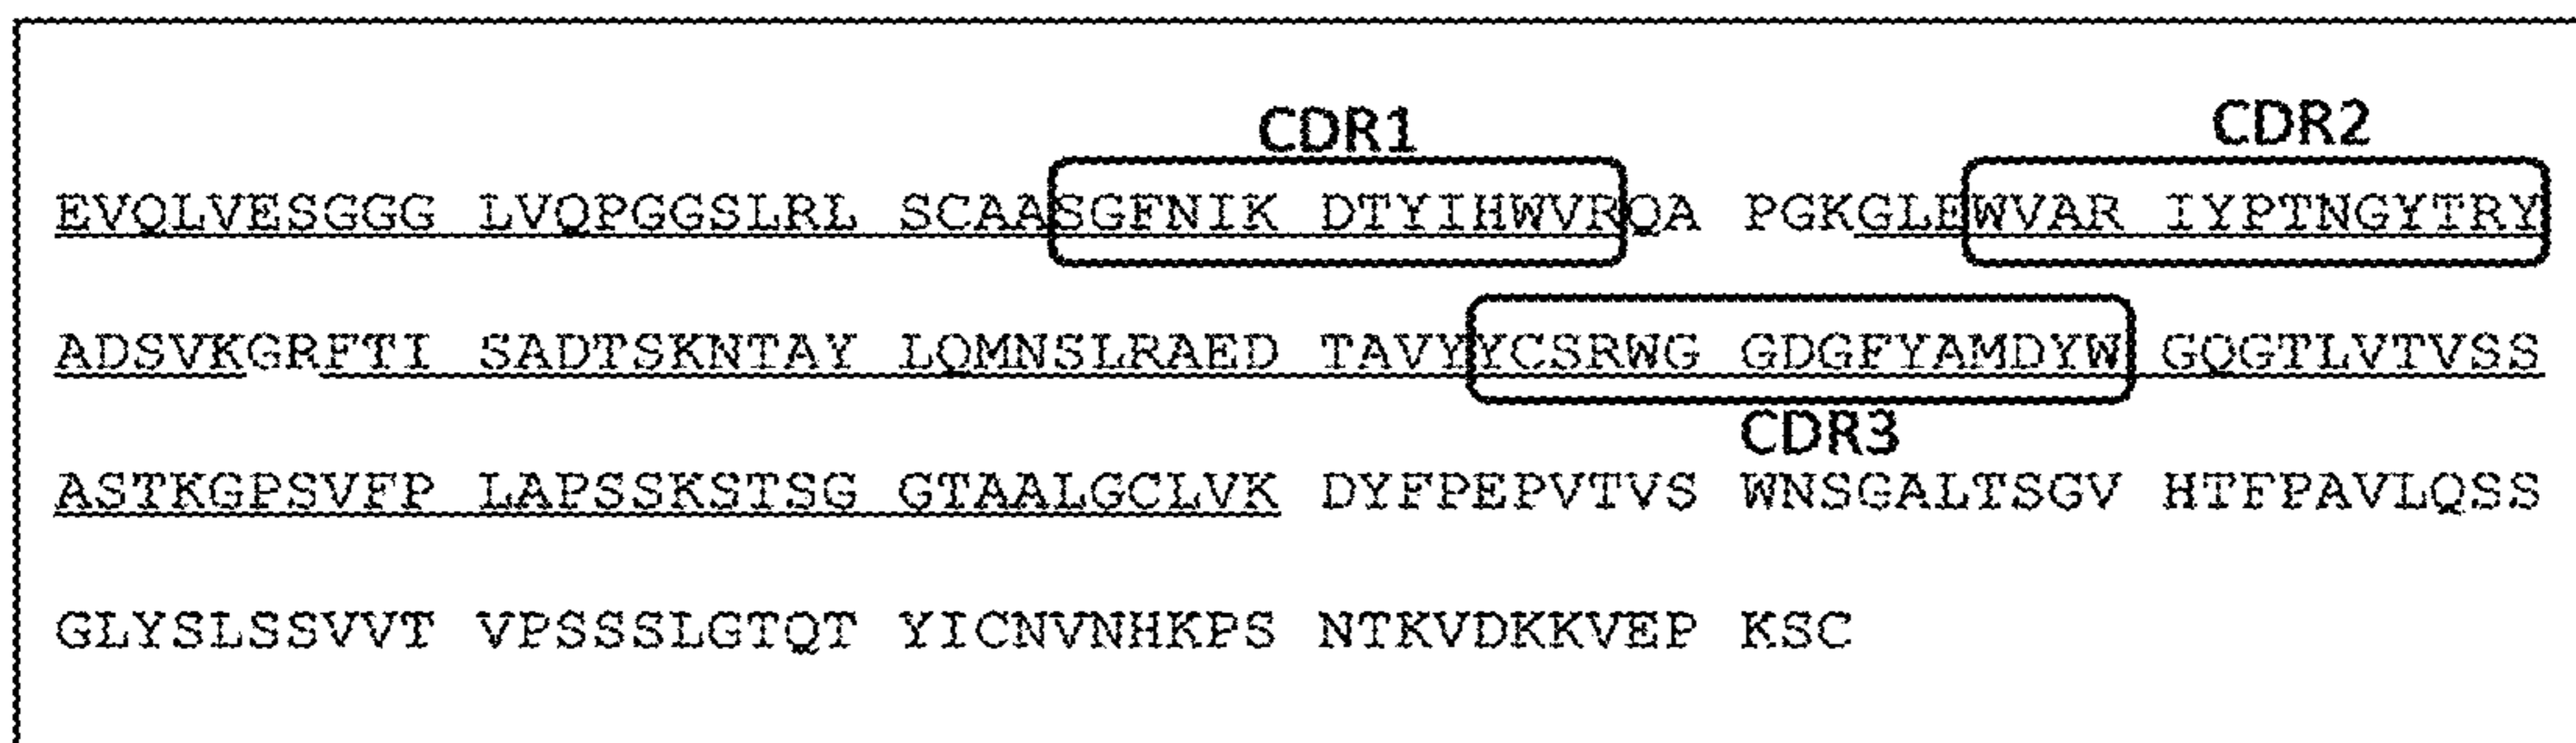 CDR1 CDR2
EVQLVESGGG LVQPGGSLRL SCAASGFNIK DTYIHWVRQA PGKGLEWVAR IYPTNGYTRY
ADSVKGRFTI SADTSKNTAY LQMNSLRAED TAVYYCSRWG GDGFYAMDYW GQGTLVTVSS
CDR3
ASTKGPSVFP LAPSSKSTSG GTAALGCLVK DYFPEPVTVS WNSGALTSGV HTFPAVLQSS
GLYSLSSVVT VPSSSLGTQT YICNVNHKPS NTKVDKKVEP KSC